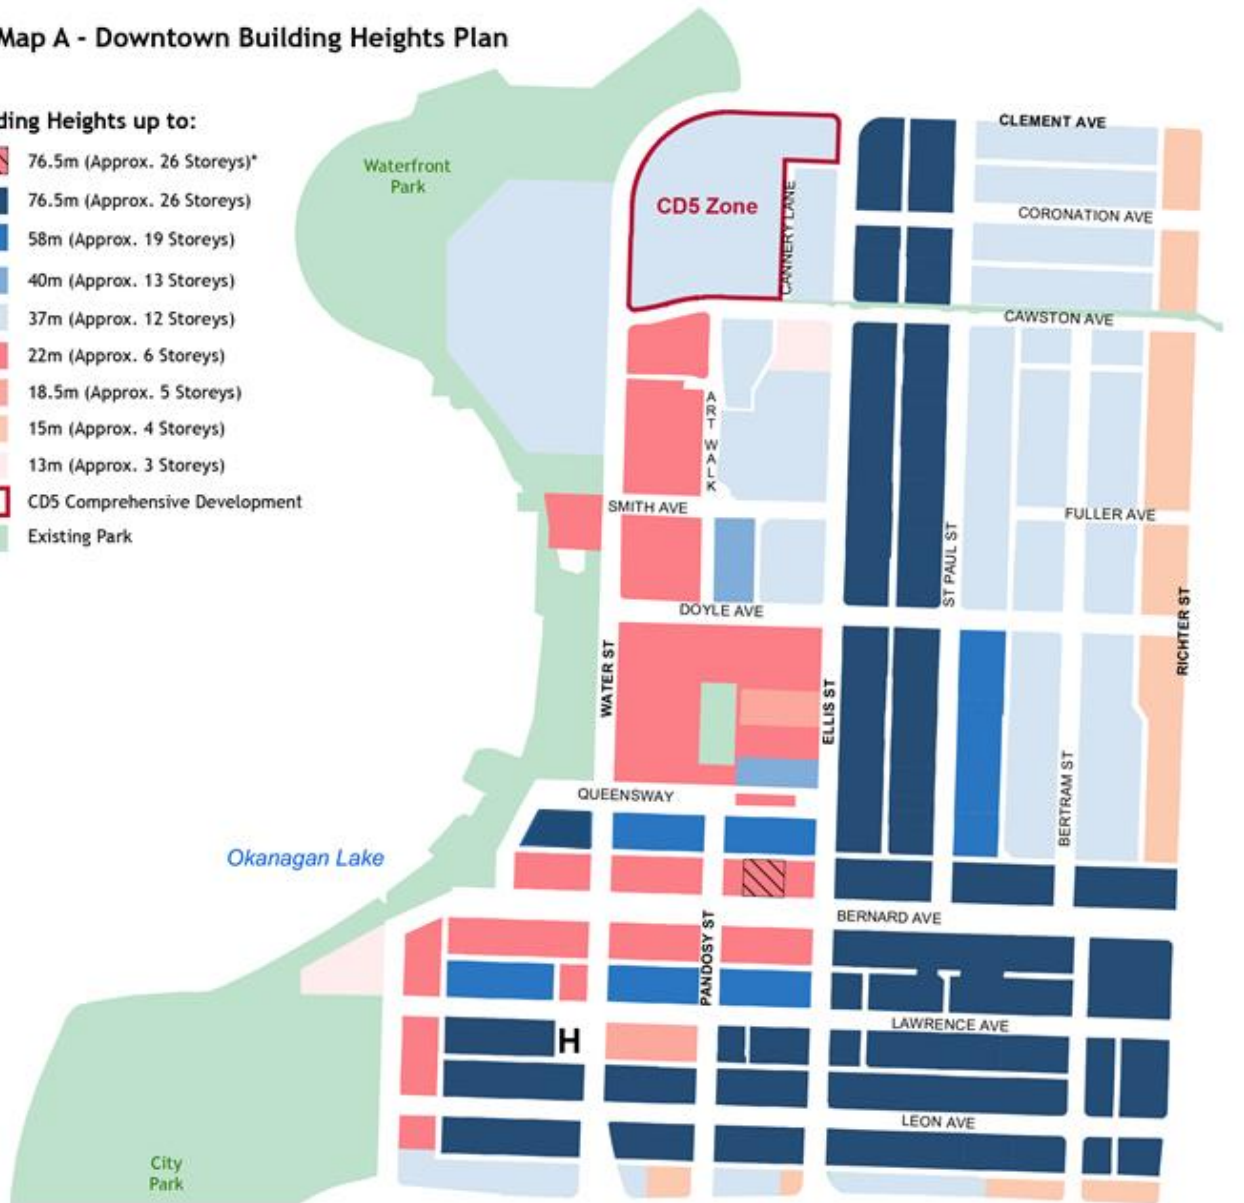 Map A - Downtown Building Heights Plan
ding Heights up to:
76.5m (Approx. 26 Storeys)*
76.5m (Approx. 26 Storeys)
58m (Approx. 19 Storeys)
40m (Approx. 13 Storeys)
37m (Approx. 12 Storeys)
22m (Approx. 6 Storeys)
18.5m (Approx. 5 Storeys)
15m (Approx. 4 Storeys)
13m (Approx. 3 Storeys)
CD5 Comprehensive Development
Existing Park
Waterfront
Park
CLEMENT AVE
CD5 Zone
CANNERY LANE
CORONATION AVE
CAWSTON AVE
ART WALK
SMITH AVE
FULLER AVE
ST PAUL ST
DOYLE AVE
RICHTER ST
WATER ST
ELLIS ST
BERTRAM ST
QUEENSWAY
Okanagan Lake
BERNARD AVE
PANDOSY ST
LAWRENCE AVE
H
LEON AVE
City
Park